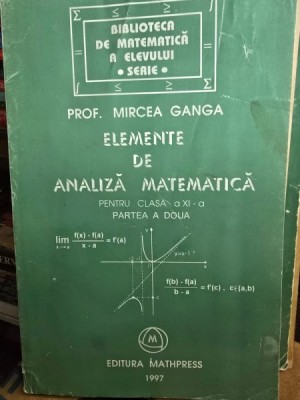 BIBLIOTECA
DE MATEMATICĂ
A ELEVULUI
• SERIE •
PROF. MIRCEA GANGA
ELEMENTE
DE
ANALIZĂ MATEMATICĂ
PENTRU CLASA a XI - a
PARTEA A DOUA
lim f(x) - f(a) / x - a = f'(a)
x→a
f(b) - f(a) / b - a = f'(c) , c∈(a,b)
EDITURA MATHPRESS
1997